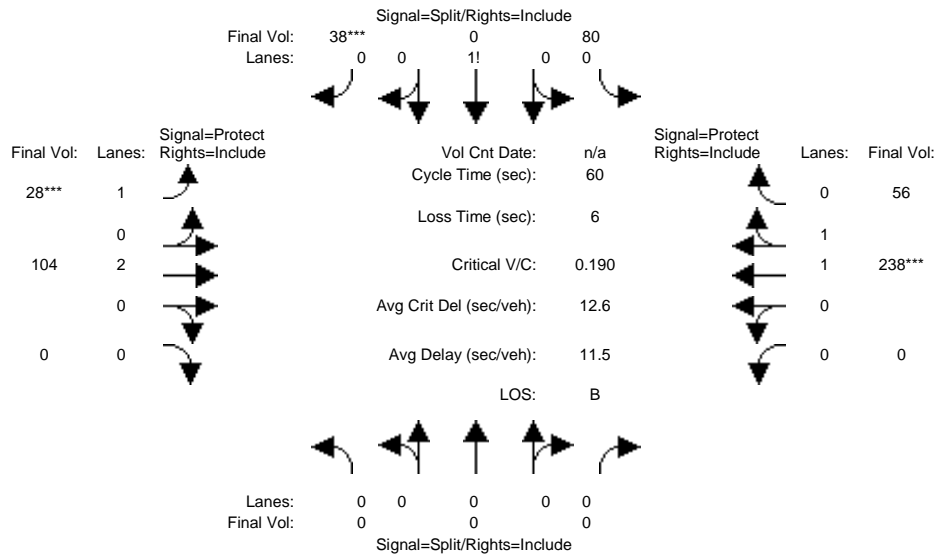 Signal=Split/Rights=Include
Final Vol: 38*** 0 80
Lanes: 0 0 1! 0 0
Signal=Protect
Final Vol: Lanes: Rights=Include
Vol Cnt Date: n/a
Signal=Protect
Rights=Include Lanes: Final Vol:
Cycle Time (sec): 60
28*** 1
0 56
Loss Time (sec): 6
0
1
104 2
Critical V/C: 0.190
1 238***
0
Avg Crit Del (sec/veh): 12.6
0
0 0
Avg Delay (sec/veh): 11.5
0 0
LOS: B
Lanes: 0 0 0 0 0
Final Vol: 0 0 0
Signal=Split/Rights=Include